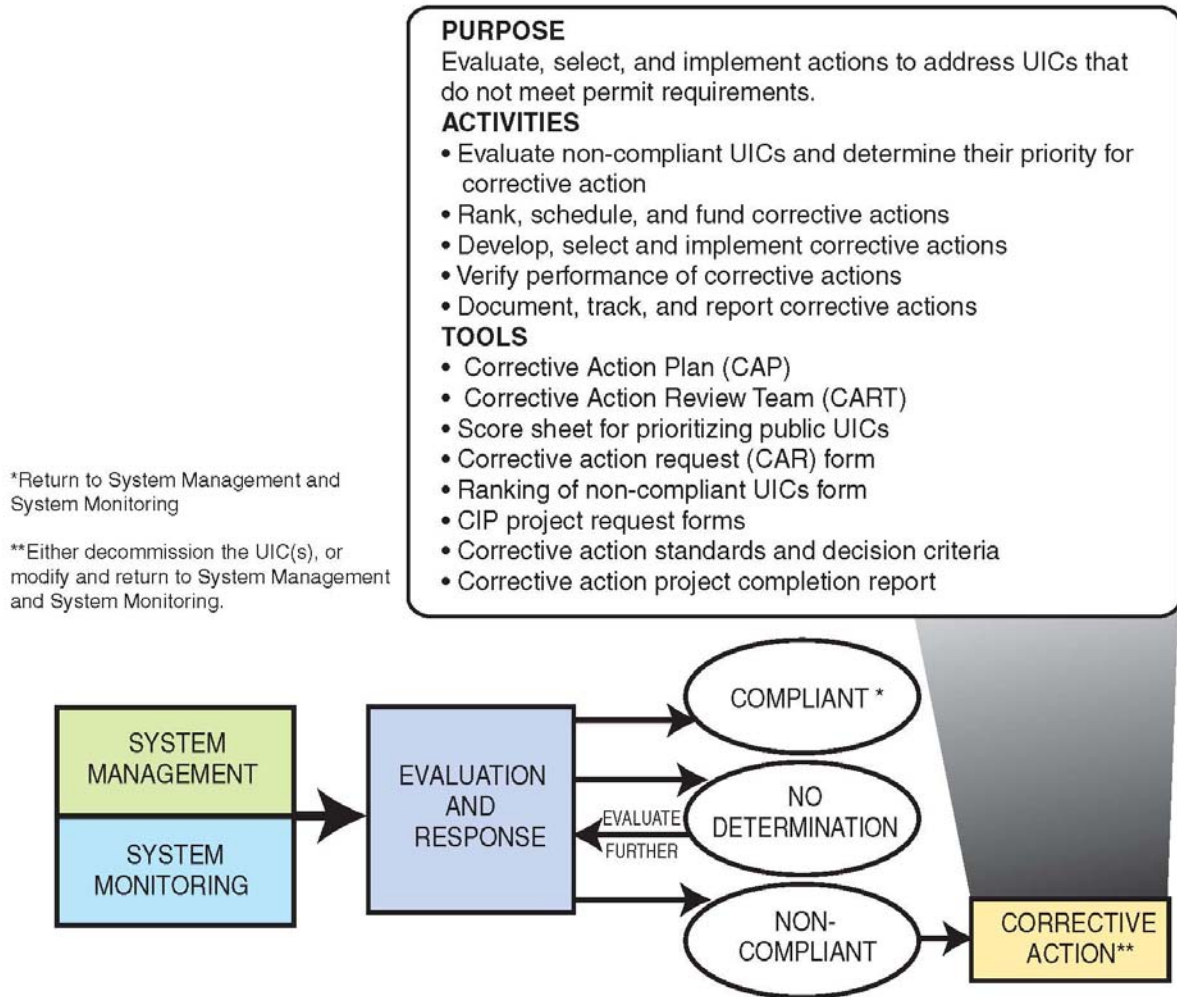 PURPOSE
Evaluate, select, and implement actions to address UICs that
do not meet permit requirements.
ACTIVITIES
• Evaluate non-compliant UICs and determine their priority for
corrective action
• Rank, schedule, and fund corrective actions
• Develop, select and implement corrective actions
• Verify performance of corrective actions
• Document, track, and report corrective actions
TOOLS
• Corrective Action Plan (CAP)
• Corrective Action Review Team (CART)
• Score sheet for prioritizing public UICs
• Corrective action request (CAR) form
• Ranking of non-compliant UICs form
• CIP project request forms
• Corrective action standards and decision criteria
• Corrective action project completion report
*Return to System Management and
System Monitoring
**Either decommission the UIC(s), or
modify and return to System Management
and System Monitoring.
SYSTEM
MANAGEMENT
SYSTEM
MONITORING
EVALUATION
AND
RESPONSE
COMPLIANT *
NO
DETERMINATION
EVALUATE
FURTHER
NON-
COMPLIANT
CORRECTIVE
ACTION**